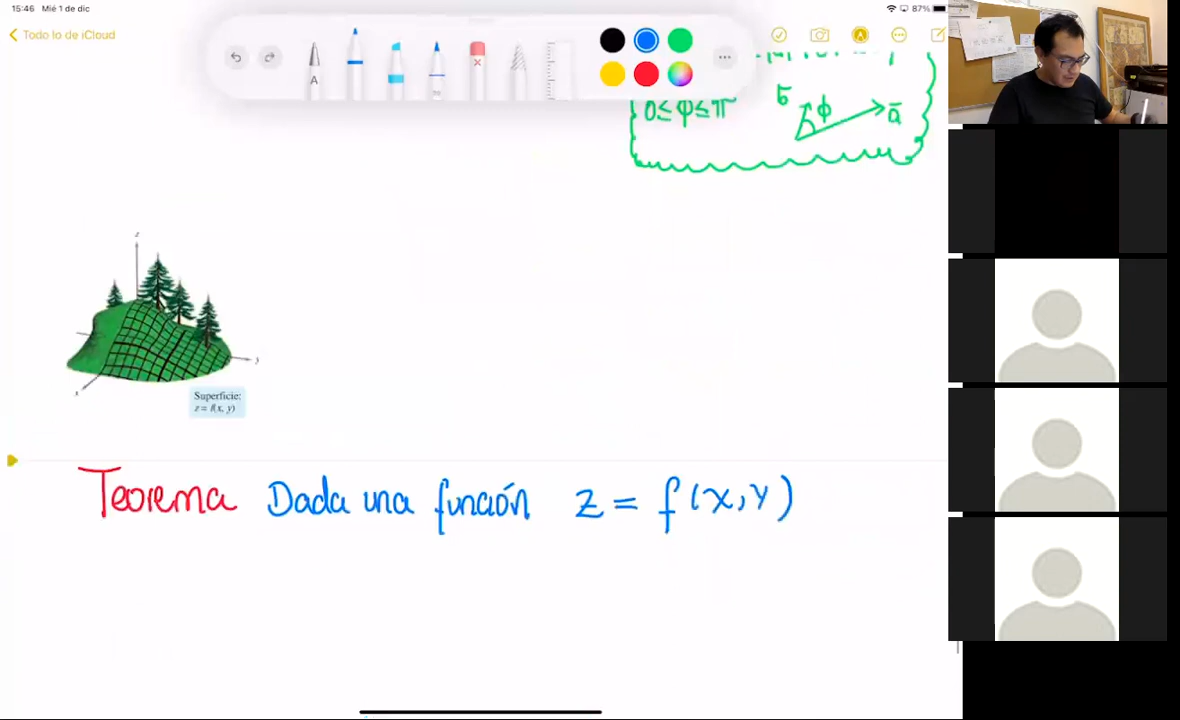 15:46 Mié 1 de dic
87%
Todo lo de iCloud
A
0≤φ≤π
b̄
φ
ā
z
y
x
Superficie:
z = f(x, y)
Teorema Dada una función z = f(x,y)